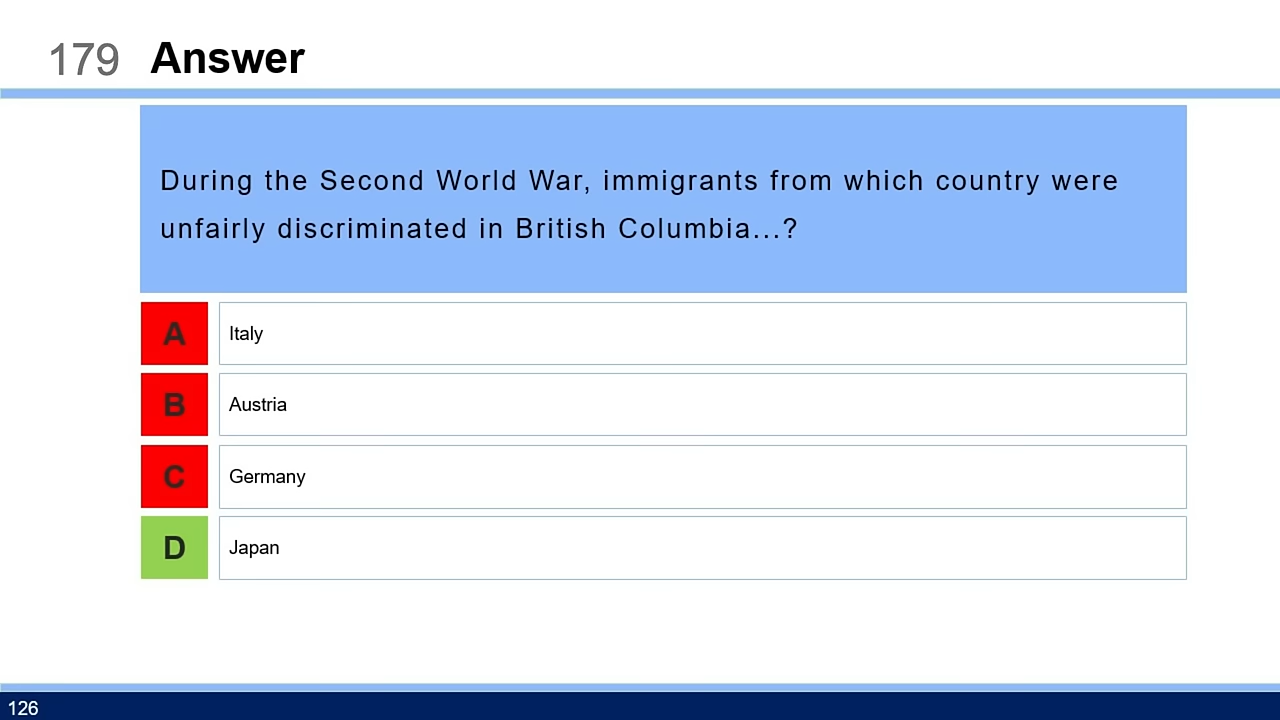 179 Answer
During the Second World War, immigrants from which country were
unfairly discriminated in British Columbia...?
A Italy
B Austria
C Germany
D Japan
126